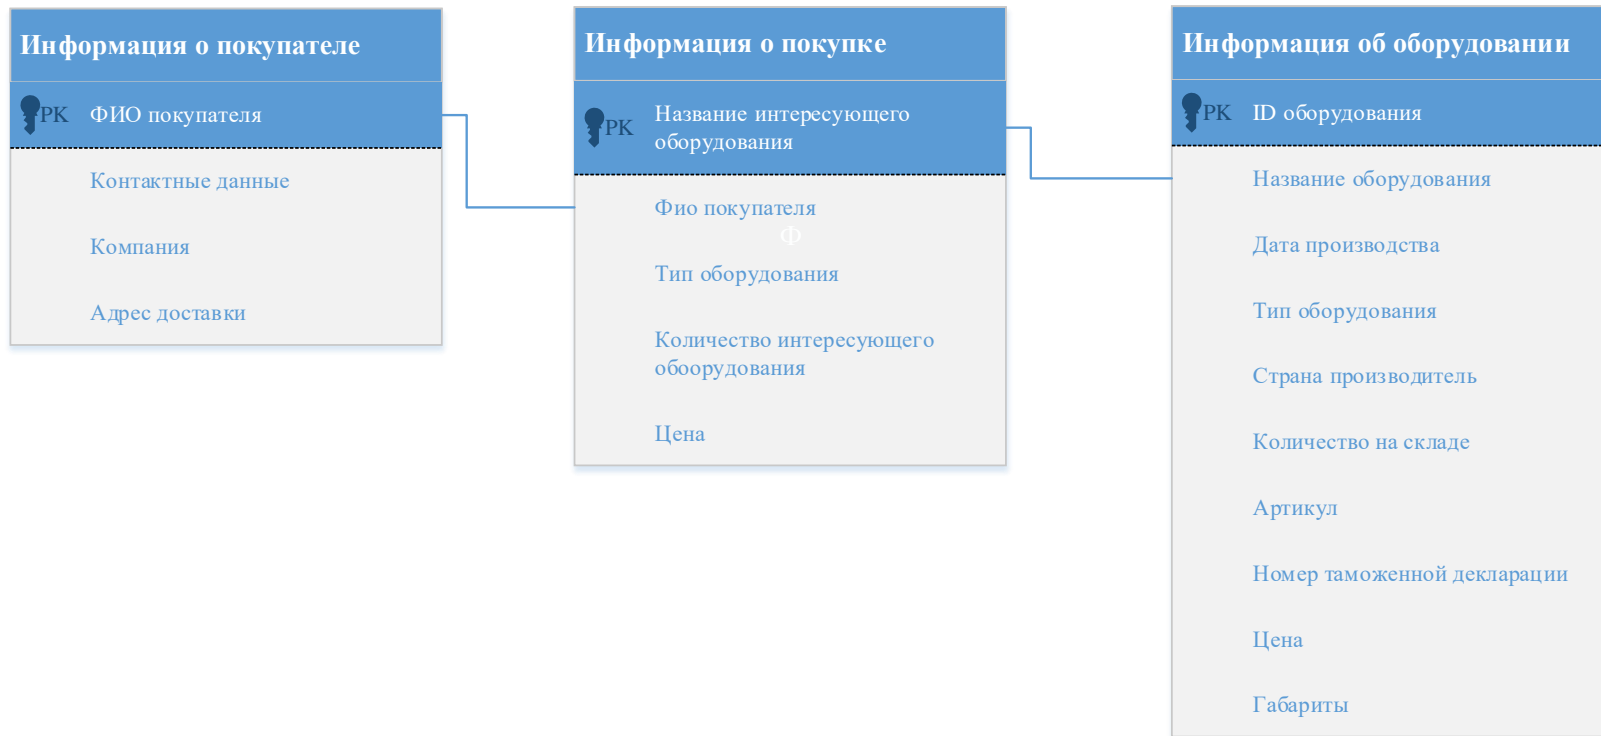 Информация о покупателе
PK ФИО покупателя
Контактные данные
Компания
Адрес доставки
Информация о покупке
PK Название интересующего
оборудования
Фио покупателя
Ф
Тип оборудования
Количество интересующего
обоорудования
Цена
Информация об оборудовании
PK ID оборудования
Название оборудования
Дата производства
Тип оборудования
Страна производитель
Количество на складе
Артикул
Номер таможенной декларации
Цена
Габариты